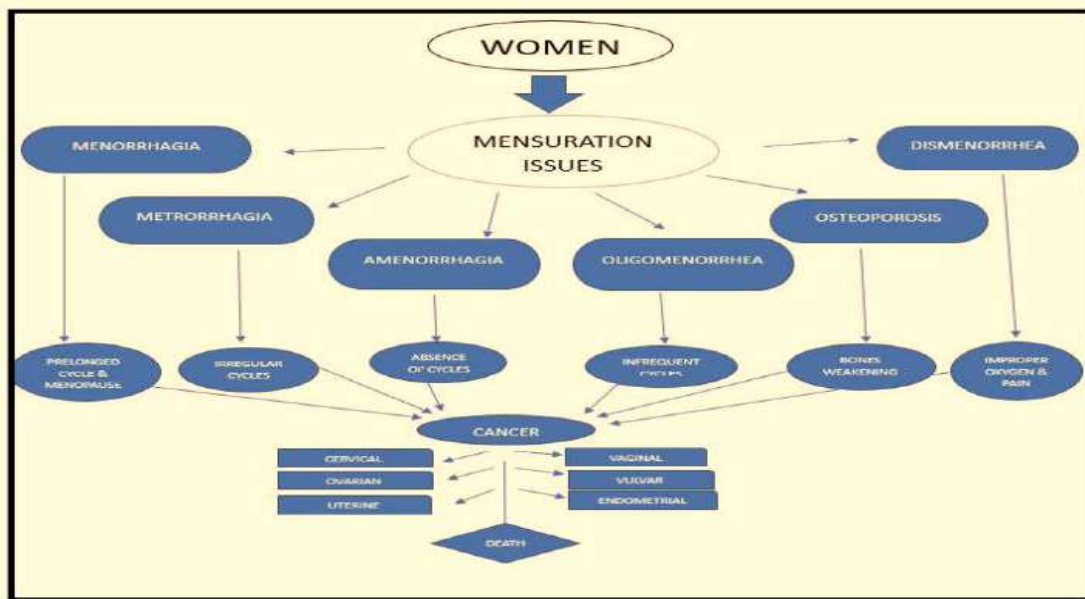 WOMEN
MENSURATION
ISSUES
MENORRHAGIA
DISMENORRHEA
METRORRHAGIA
OSTEOPOROSIS
AMENORRHAGIA
OLIGOMENORRHEA
PRELONGED
CYCLE &
MENOPAUSE
IRREGULAR
CYCLES
ABSENCE
OF CYCLES
INFREQUENT
CYCLES
BONES
WEAKENING
IMPROPER
OXYGEN &
PAIN
CANCER
CERVICAL
VAGINAL
OVARIAN
VULVAR
UTERINE
ENDOMETRIAL
DEATH